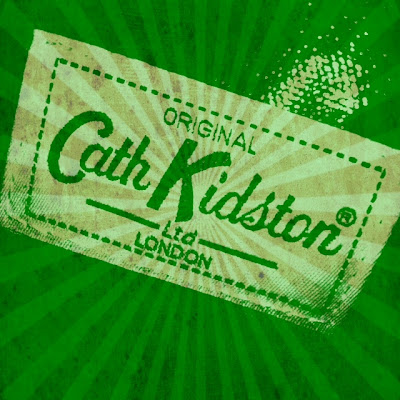 ORIGINAL
Cath Kidston®
Ltd
LONDON